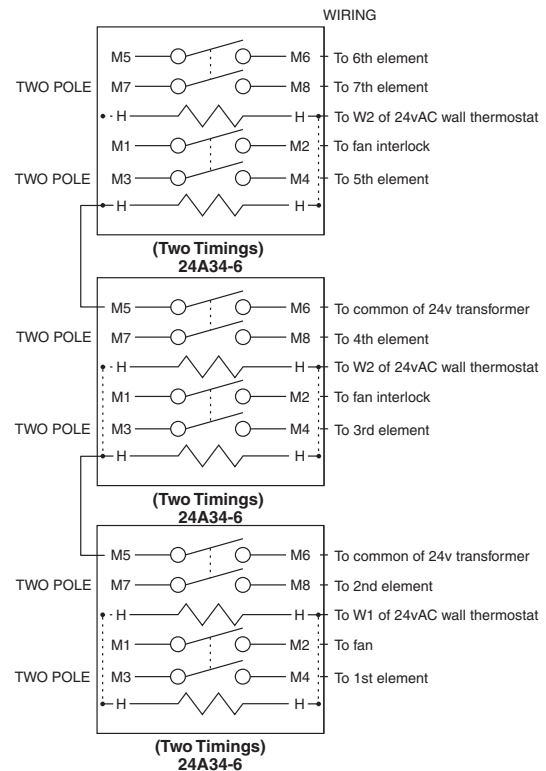 WIRING
M5 M6 To 6th element
TWO POLE M7 M8 To 7th element
H H To W2 of 24vAC wall thermostat
M1 M2 To fan interlock
TWO POLE M3 M4 To 5th element
H H
(Two Timings)
24A34-6
M5 M6 To common of 24v transformer
TWO POLE M7 M8 To 4th element
H H To W2 of 24vAC wall thermostat
M1 M2 To fan interlock
TWO POLE M3 M4 To 3rd element
H H
(Two Timings)
24A34-6
M5 M6 To common of 24v transformer
TWO POLE M7 M8 To 2nd element
H H To W1 of 24vAC wall thermostat
M1 M2 To fan
TWO POLE M3 M4 To 1st element
H H
(Two Timings)
24A34-6